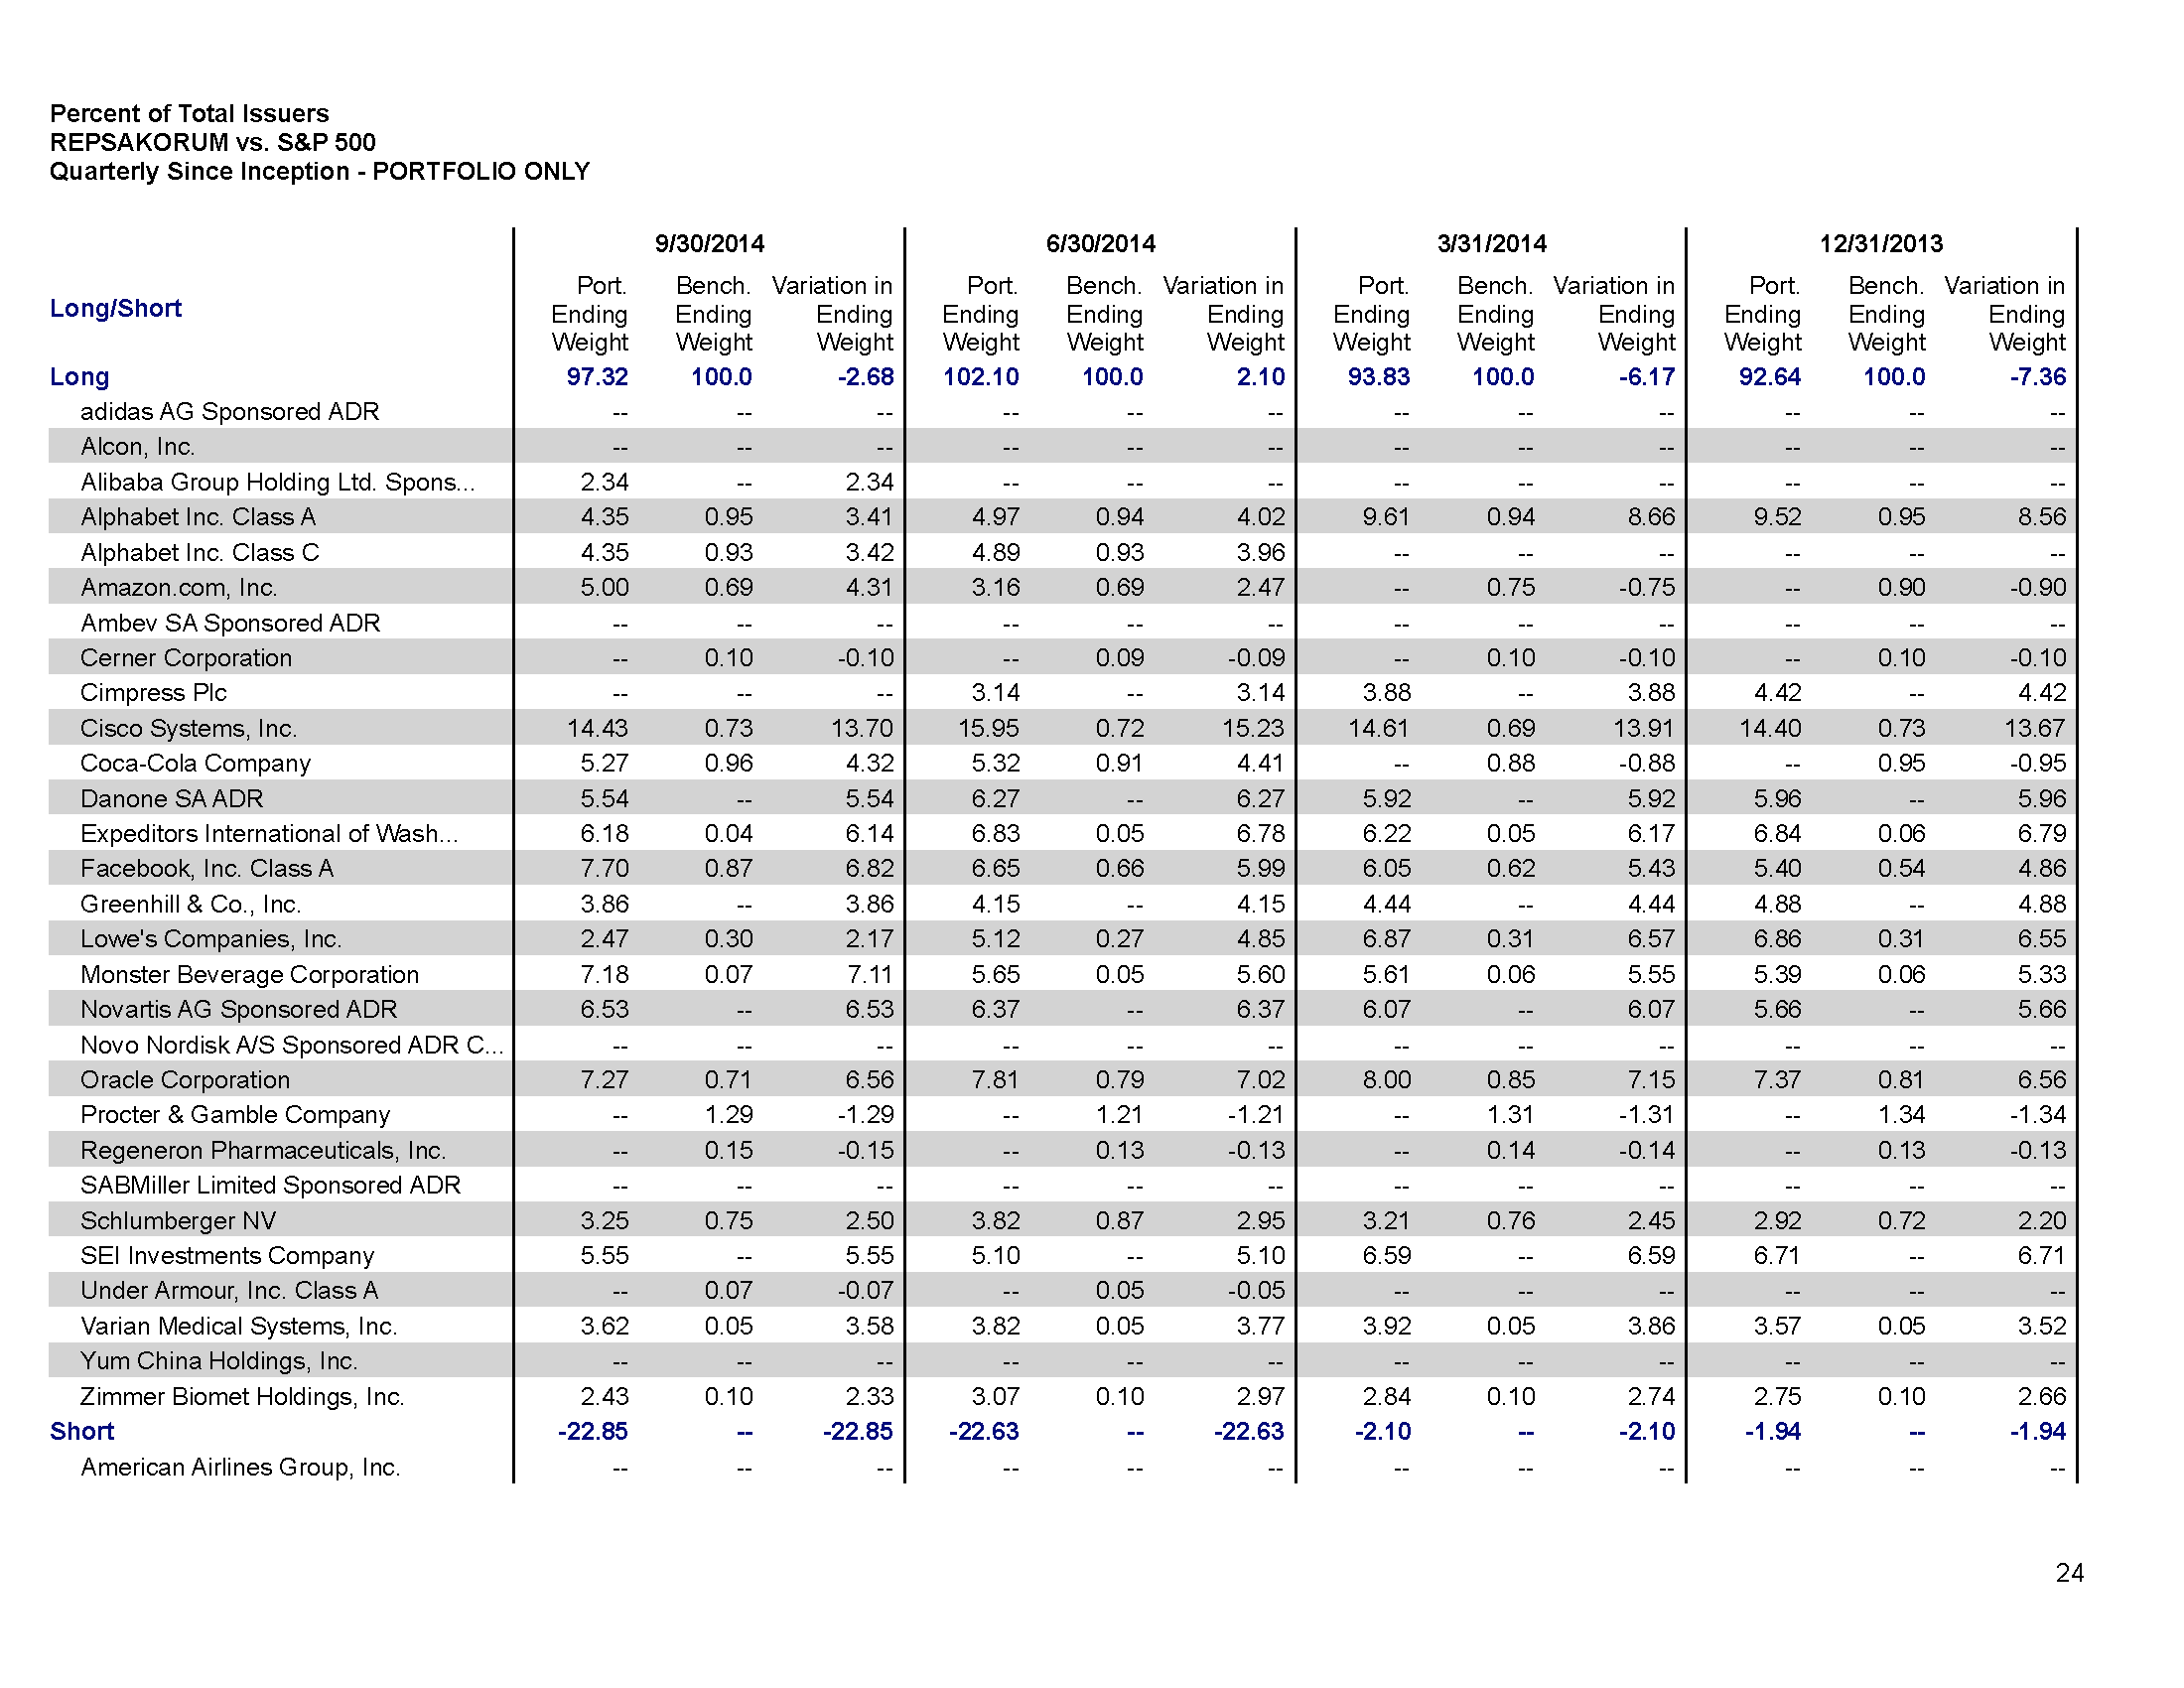 Percent of Total Issuers
REPSAKORUM vs. S&P 500
Quarterly Since Inception - PORTFOLIO ONLY
9/30/2014 6/30/2014 3/31/2014 12/31/2013
Port. Bench. Variation in Port. Bench. Variation in Port. Bench. Variation in Port. Bench. Variation in
Long/Short Ending Ending Ending Ending Ending Ending Ending Ending Ending Ending Ending Ending
Weight Weight Weight Weight Weight Weight Weight Weight Weight Weight Weight Weight
Long 97.32 100.0 -2.68 102.10 100.0 2.10 93.83 100.0 -6.17 92.64 100.0 -7.36
adidas AG Sponsored ADR -- -- -- -- -- -- -- -- -- -- -- --
Alcon, Inc. -- -- -- -- -- -- -- -- -- -- -- --
Alibaba Group Holding Ltd. Spons... 2.34 -- 2.34 -- -- -- -- -- -- -- -- --
Alphabet Inc. Class A 4.35 0.95 3.41 4.97 0.94 4.02 9.61 0.94 8.66 9.52 0.95 8.56
Alphabet Inc. Class C 4.35 0.93 3.42 4.89 0.93 3.96 -- -- -- -- -- --
Amazon.com, Inc. 5.00 0.69 4.31 3.16 0.69 2.47 -- 0.75 -0.75 -- 0.90 -0.90
Ambev SA Sponsored ADR -- -- -- -- -- -- -- -- -- -- -- --
Cerner Corporation -- 0.10 -0.10 -- 0.09 -0.09 -- 0.10 -0.10 -- 0.10 -0.10
Cimpress Plc -- -- -- 3.14 -- 3.14 3.88 -- 3.88 4.42 -- 4.42
Cisco Systems, Inc. 14.43 0.73 13.70 15.95 0.72 15.23 14.61 0.69 13.91 14.40 0.73 13.67
Coca-Cola Company 5.27 0.96 4.32 5.32 0.91 4.41 -- 0.88 -0.88 -- 0.95 -0.95
Danone SA ADR 5.54 -- 5.54 6.27 -- 6.27 5.92 -- 5.92 5.96 -- 5.96
Expeditors International of Wash... 6.18 0.04 6.14 6.83 0.05 6.78 6.22 0.05 6.17 6.84 0.06 6.79
Facebook, Inc. Class A 7.70 0.87 6.82 6.65 0.66 5.99 6.05 0.62 5.43 5.40 0.54 4.86
Greenhill & Co., Inc. 3.86 -- 3.86 4.15 -- 4.15 4.44 -- 4.44 4.88 -- 4.88
Lowe's Companies, Inc. 2.47 0.30 2.17 5.12 0.27 4.85 6.87 0.31 6.57 6.86 0.31 6.55
Monster Beverage Corporation 7.18 0.07 7.11 5.65 0.05 5.60 5.61 0.06 5.55 5.39 0.06 5.33
Novartis AG Sponsored ADR 6.53 -- 6.53 6.37 -- 6.37 6.07 -- 6.07 5.66 -- 5.66
Novo Nordisk A/S Sponsored ADR C... -- -- -- -- -- -- -- -- -- -- -- --
Oracle Corporation 7.27 0.71 6.56 7.81 0.79 7.02 8.00 0.85 7.15 7.37 0.81 6.56
Procter & Gamble Company -- 1.29 -1.29 -- 1.21 -1.21 -- 1.31 -1.31 -- 1.34 -1.34
Regeneron Pharmaceuticals, Inc. -- 0.15 -0.15 -- 0.13 -0.13 -- 0.14 -0.14 -- 0.13 -0.13
SABMiller Limited Sponsored ADR -- -- -- -- -- -- -- -- -- -- -- --
Schlumberger NV 3.25 0.75 2.50 3.82 0.87 2.95 3.21 0.76 2.45 2.92 0.72 2.20
SEI Investments Company 5.55 -- 5.55 5.10 -- 5.10 6.59 -- 6.59 6.71 -- 6.71
Under Armour, Inc. Class A -- 0.07 -0.07 -- 0.05 -0.05 -- -- -- -- -- --
Varian Medical Systems, Inc. 3.62 0.05 3.58 3.82 0.05 3.77 3.92 0.05 3.86 3.57 0.05 3.52
Yum China Holdings, Inc. -- -- -- -- -- -- -- -- -- -- -- --
Zimmer Biomet Holdings, Inc. 2.43 0.10 2.33 3.07 0.10 2.97 2.84 0.10 2.74 2.75 0.10 2.66
Short -22.85 -- -22.85 -22.63 -- -22.63 -2.10 -- -2.10 -1.94 -- -1.94
American Airlines Group, Inc. -- -- -- -- -- -- -- -- -- -- -- --
24